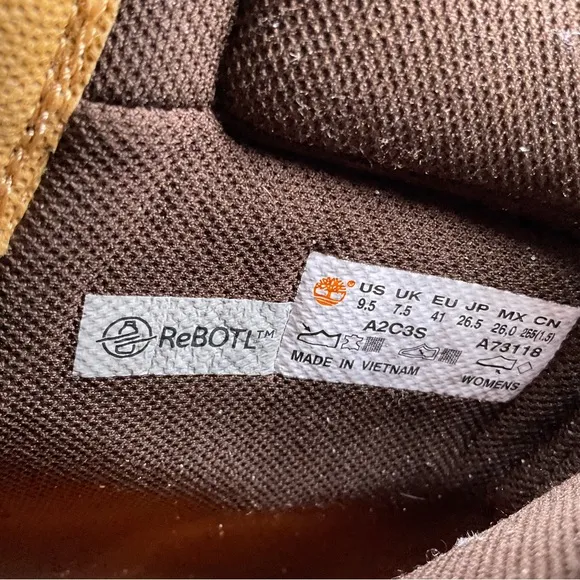 ReBOTL™
US UK EU JP MX CN
9.5 7.5 41 26.5 26.0 265(1.5)
A2C3S A73118
MADE IN VIETNAM
WOMENS